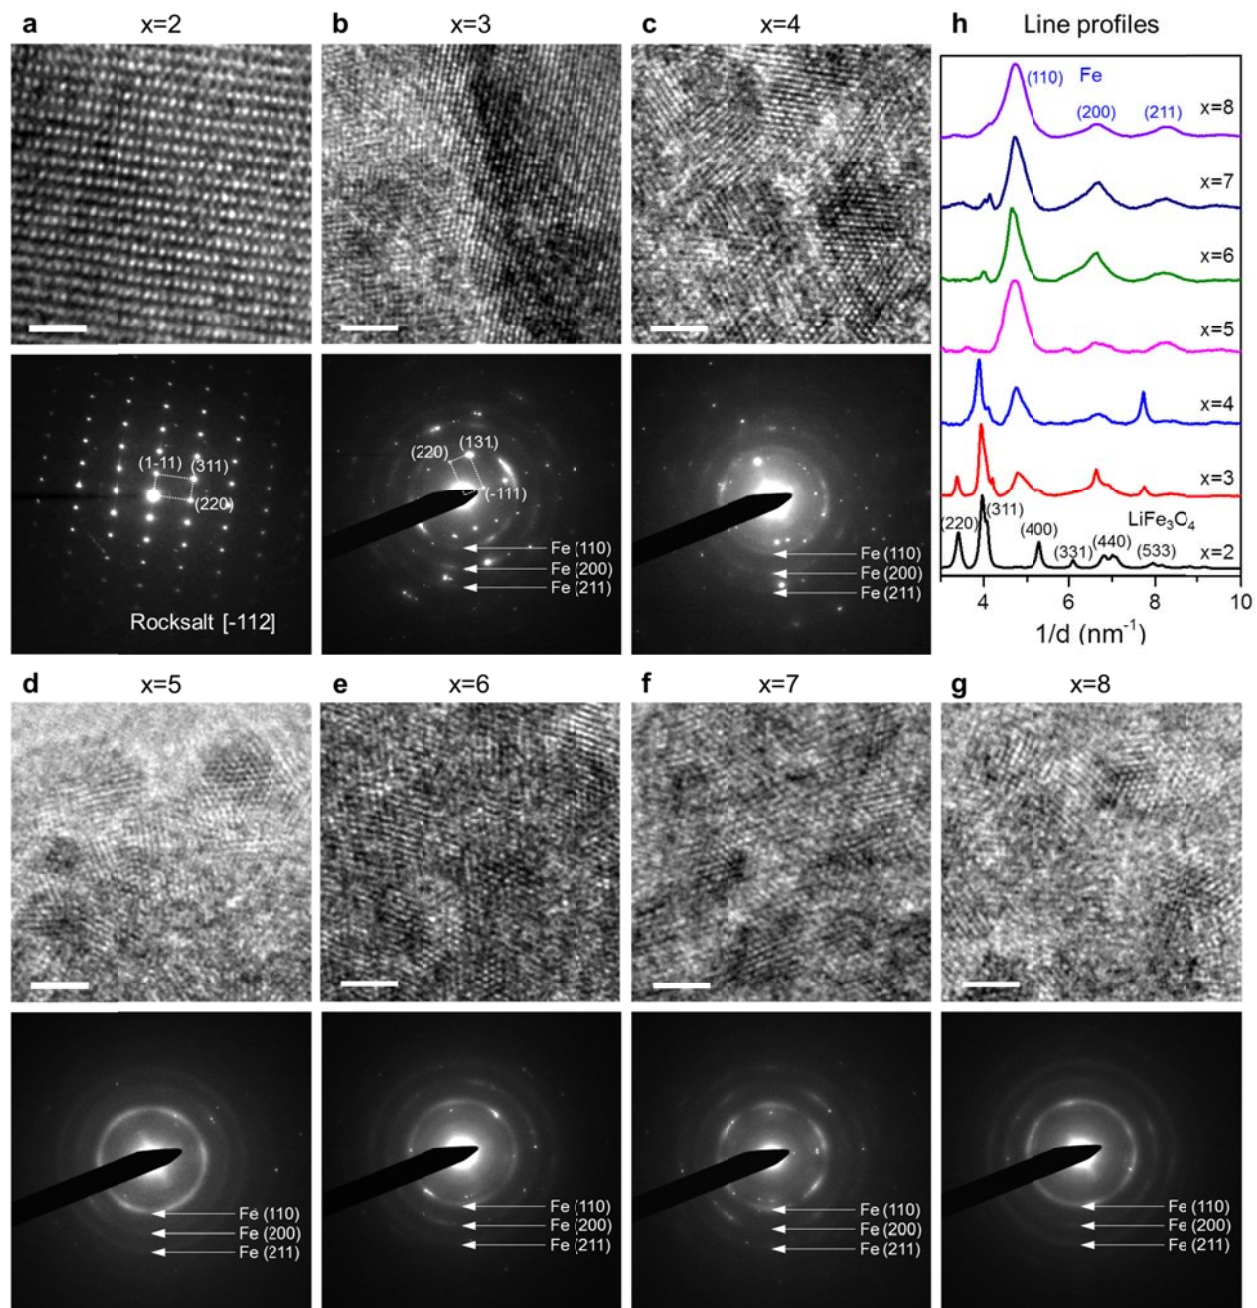 a x=2
b x=3
c x=4
h Line profiles
(110) Fe
(200) (211)
x=8
x=7
x=6
x=5
x=4
x=3
LiFe₃O₄
(220) (311) (400) (331) (440) (533)
x=2
4 6 8 10
1/d (nm⁻¹)
(1-11) (311)
(220)
Rocksalt [-112]
(220) (131)
(-111)
Fe (110)
Fe (200)
Fe (211)
Fe (110)
Fe (200)
Fe (211)
d x=5
e x=6
f x=7
g x=8
Fe (110)
Fe (200)
Fe (211)
Fe (110)
Fe (200)
Fe (211)
Fe (110)
Fe (200)
Fe (211)
Fe (110)
Fe (200)
Fe (211)